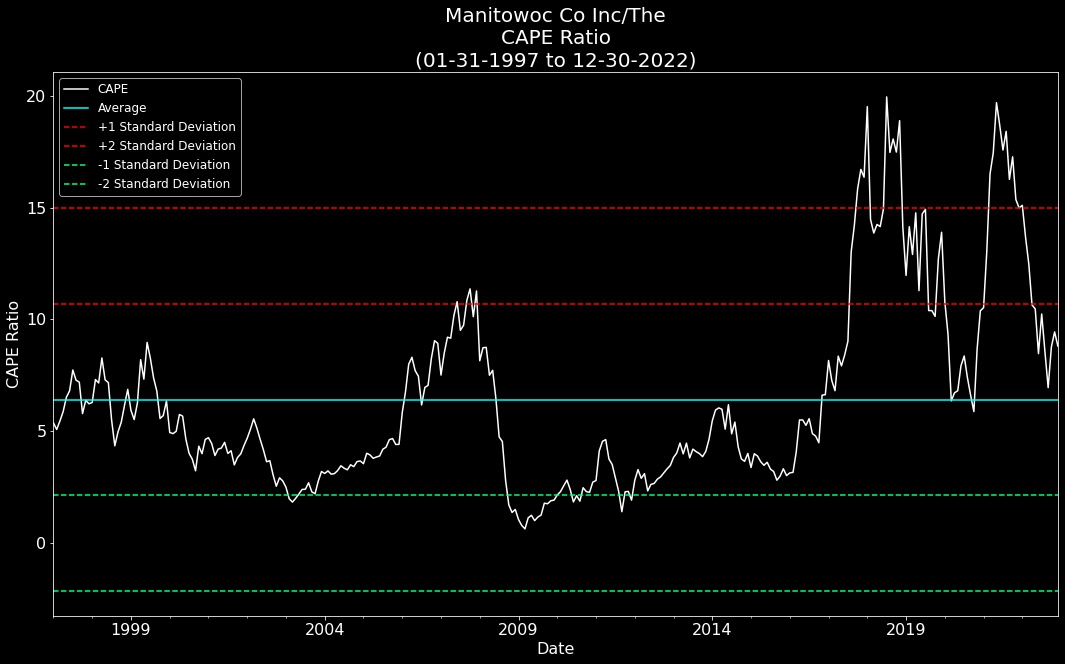 Manitowoc Co Inc/The
CAPE Ratio
(01-31-1997 to 12-30-2022)
CAPE
Average
+1 Standard Deviation
+2 Standard Deviation
-1 Standard Deviation
-2 Standard Deviation
CAPE Ratio
20
15
10
5
0
1999
2004
2009
2014
2019
Date